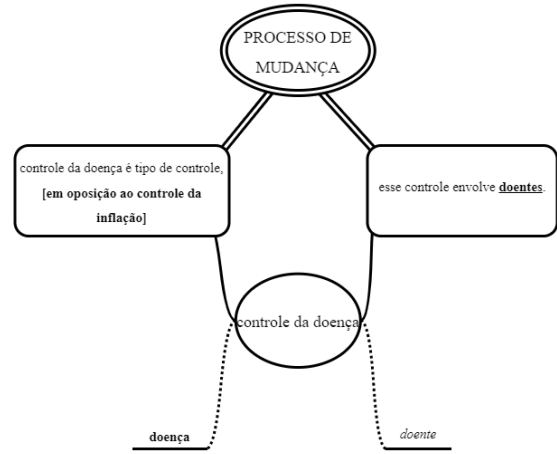 PROCESSO DE
MUDANÇA
controle da doença é tipo de controle,
[em oposição ao controle da
inflação]
esse controle envolve doentes.
controle da doença
doença
doente